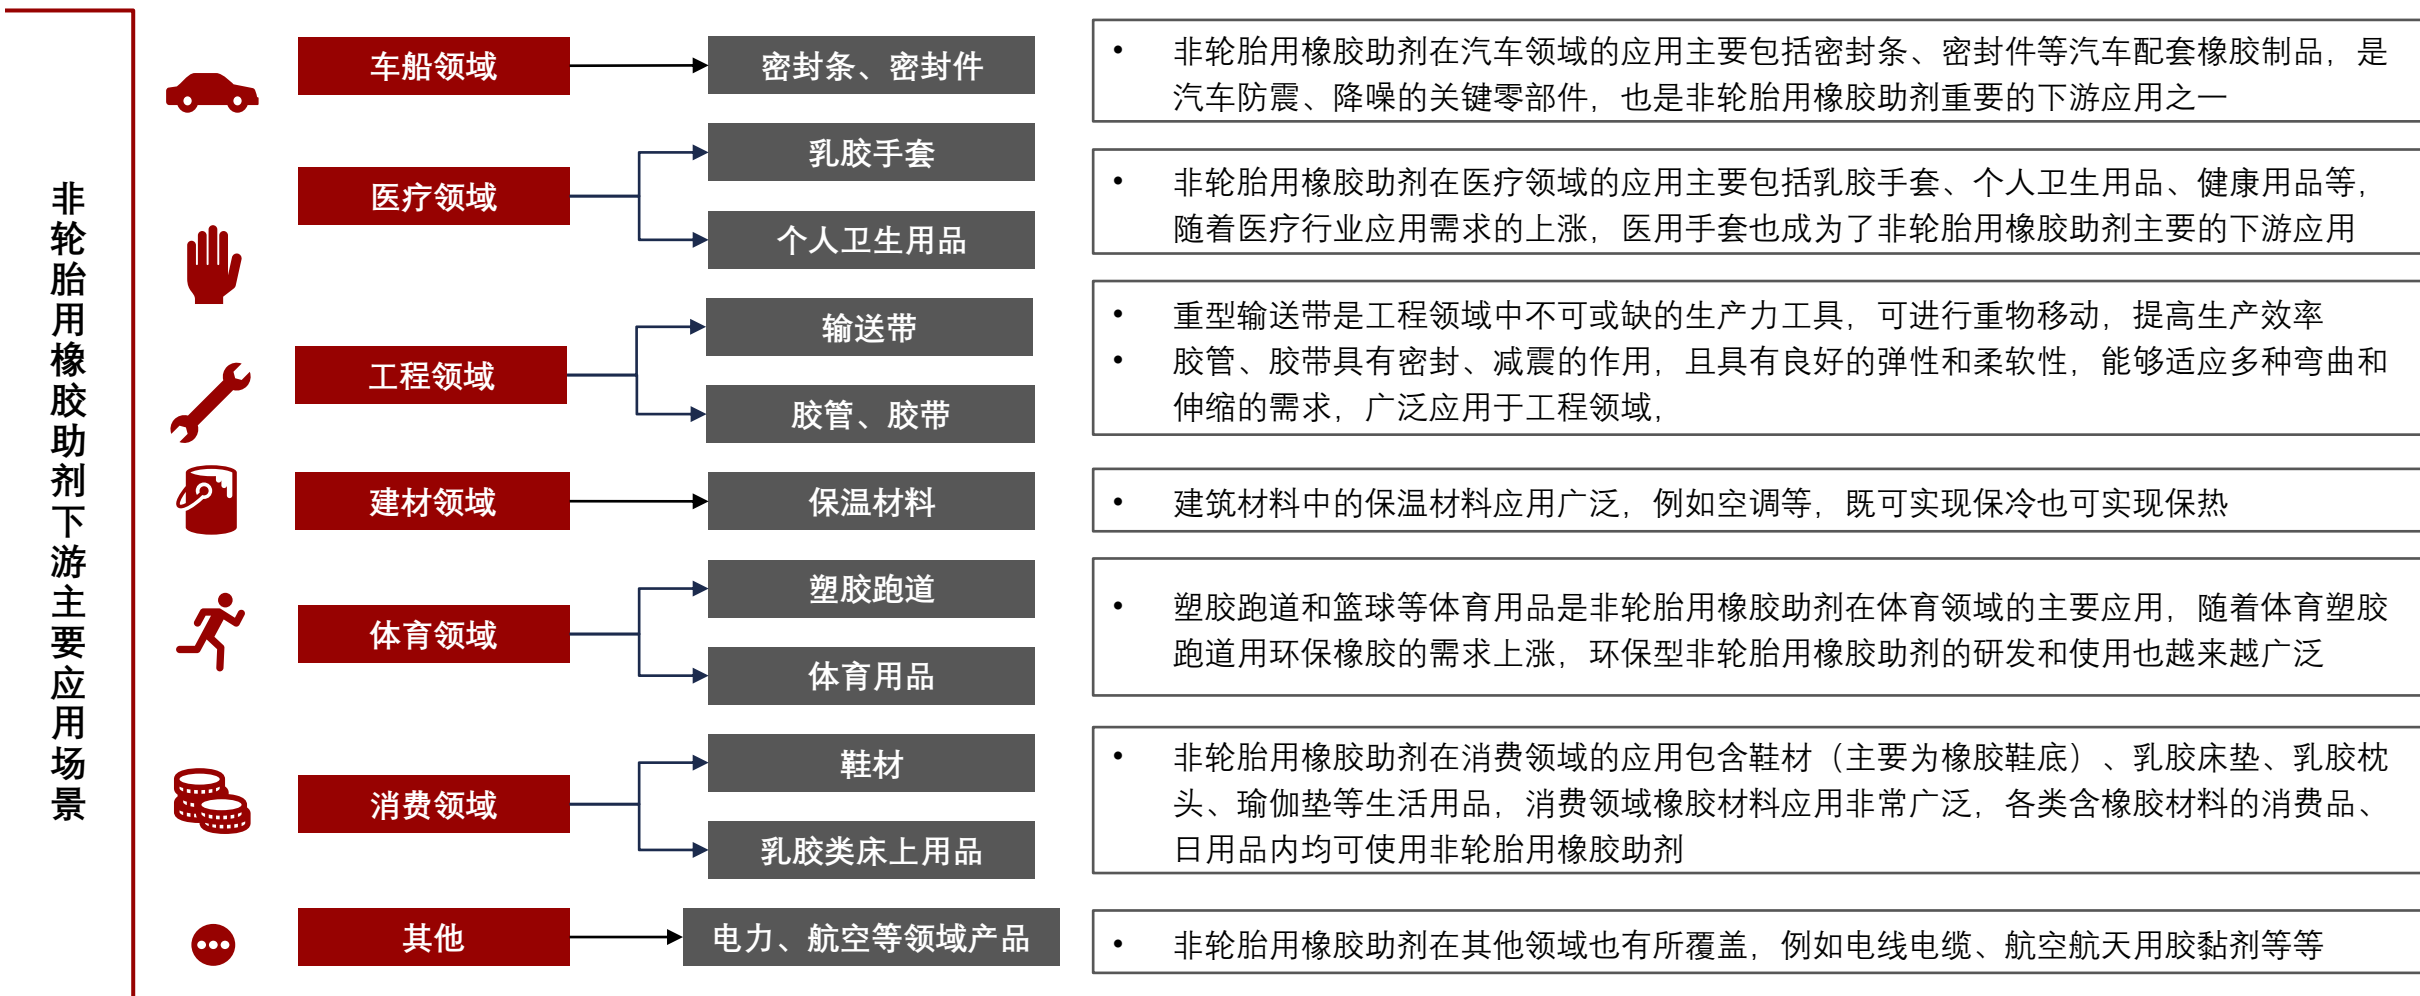 非轮胎用橡胶助剂下游主要应用场景
车船领域
密封条、密封件
• 非轮胎用橡胶助剂在汽车领域的应用主要包括密封条、密封件等汽车配套橡胶制品，是
汽车防震、降噪的关键零部件，也是非轮胎用橡胶助剂重要的下游应用之一
医疗领域
乳胶手套
个人卫生用品
• 非轮胎用橡胶助剂在医疗领域的应用主要包括乳胶手套、个人卫生用品、健康用品等，
随着医疗行业应用需求的上涨，医用手套也成为了非轮胎用橡胶助剂主要的下游应用
工程领域
输送带
胶管、胶带
• 重型输送带是工程领域中不可或缺的生产力工具，可进行重物移动，提高生产效率
• 胶管、胶带具有密封、减震的作用，且具有良好的弹性和柔软性，能够适应多种弯曲和
伸缩的需求，广泛应用于工程领域，
建材领域
保温材料
• 建筑材料中的保温材料应用广泛，例如空调等，既可实现保冷也可实现保热
体育领域
塑胶跑道
体育用品
• 塑胶跑道和篮球等体育用品是非轮胎用橡胶助剂在体育领域的主要应用，随着体育塑胶
跑道用环保橡胶的需求上涨，环保型非轮胎用橡胶助剂的研发和使用也越来越广泛
消费领域
鞋材
乳胶类床上用品
• 非轮胎用橡胶助剂在消费领域的应用包含鞋材（主要为橡胶鞋底）、乳胶床垫、乳胶枕
头、瑜伽垫等生活用品，消费领域橡胶材料应用非常广泛，各类含橡胶材料的消费品、
日用品内均可使用非轮胎用橡胶助剂
其他
电力、航空等领域产品
• 非轮胎用橡胶助剂在其他领域也有所覆盖，例如电线电缆、航空航天用胶黏剂等等